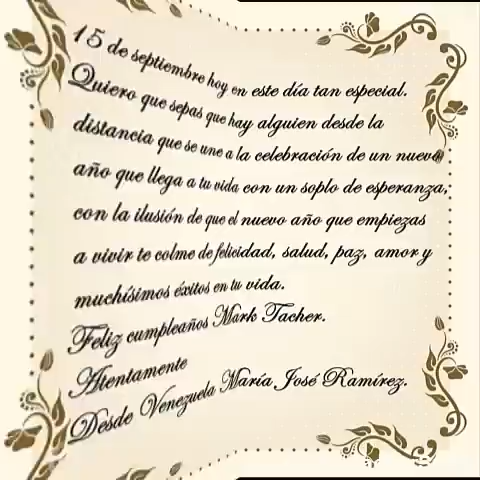 15 de septiembre hoy en este día tan especial.
Quiero que sepas que hay alguien desde la
distancia que se une a la celebración de un nuevo
año que llega a tu vida con un soplo de esperanza,
con la ilusión de que el nuevo año que empiezas
a vivir te colme de felicidad, salud, paz, amor y
muchísimos éxitos en tu vida.
Feliz cumpleaños Mark Tacher.
Atentamente
Desde Venezuela María José Ramírez.